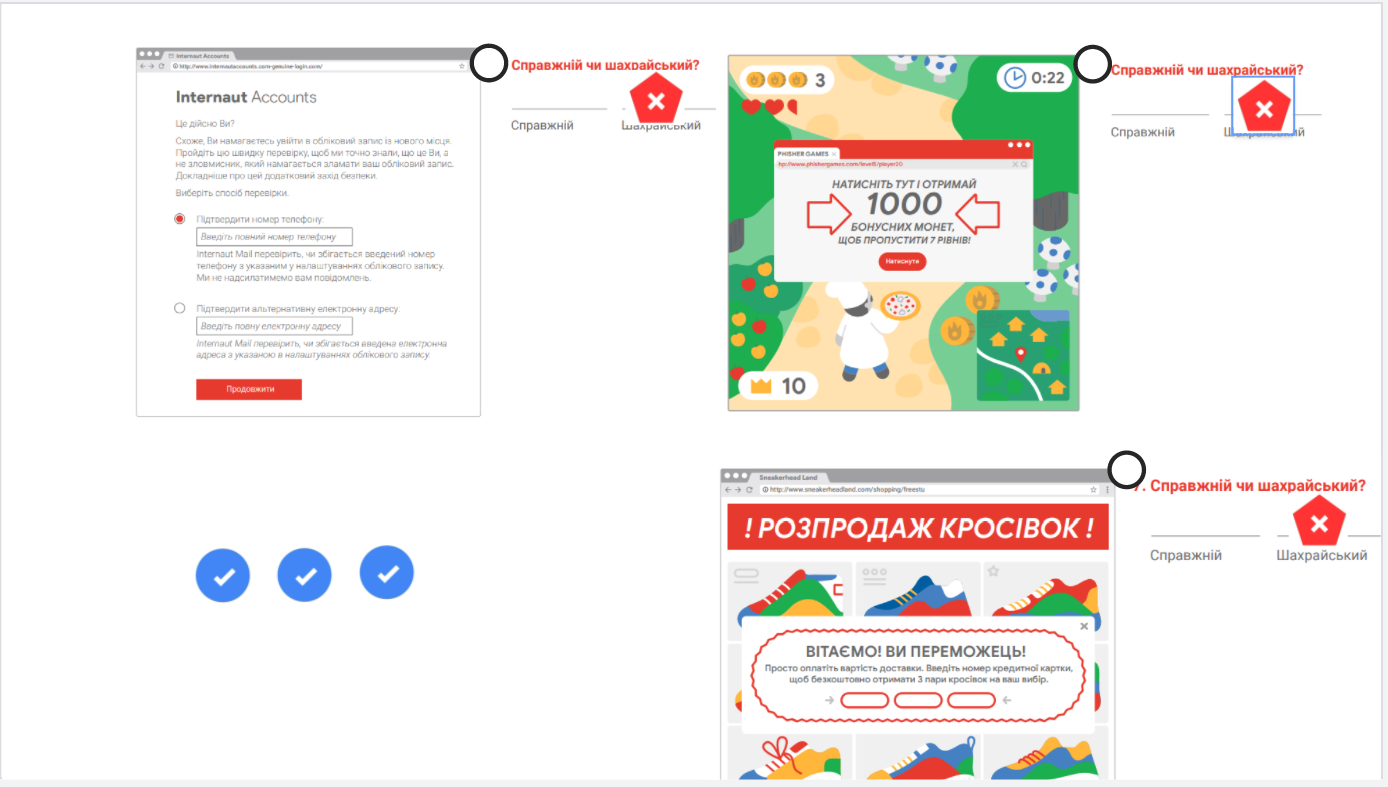 Internaut Accounts
http://www.internautaccounts.com-genuine-login.com/
Internaut Accounts
Це дійсно Ви?
Схоже, Ви намагаєтесь увійти в обліковий запис із нового місця.
Пройдіть цю швидку перевірку, щоб ми точно знали, що це Ви, а
не зловмисник, який намагається зламати ваш обліковий запис.
Докладніше про цей додатковий захід безпеки.
Виберіть спосіб перевірки.
Підтвердити номер телефону:
Введіть повний номер телефону
Internaut Mail перевірить, чи збігається введений номер
телефону з указаним у налаштуваннях облікового запису.
Ми не надсилатимемо вам повідомлень.
Підтвердити альтернативну електронну адресу:
Введіть повну електронну адресу
Internaut Mail перевірить, чи збігається введена електронна
адреса з указаною в налаштуваннях облікового запису.
Продовжити
Справжній чи шахрайський?
Справжній
Шахрайський
3
0:22
PHISHER GAMES
http://www.phishergames.com/level5/player20
НАТИСНІТЬ ТУТ І ОТРИМАЙ
1000
БОНУСНИХ МОНЕТ,
ЩОБ ПРОПУСТИТИ 7 РІВНІВ!
Натиснути
10
Справжній чи шахрайський?
Справжній
Шахрайський
Sneakerhead Land
http://www.sneakerheadland.com/shopping/freestu
! РОЗПРОДАЖ КРОСІВОК !
ВІТАЄМО! ВИ ПЕРЕМОЖЕЦЬ!
Просто оплатіть вартість доставки. Введіть номер кредитної картки,
щоб безкоштовно отримати 3 пари кросівок на ваш вибір.
7. Справжній чи шахрайський?
Справжній
Шахрайський